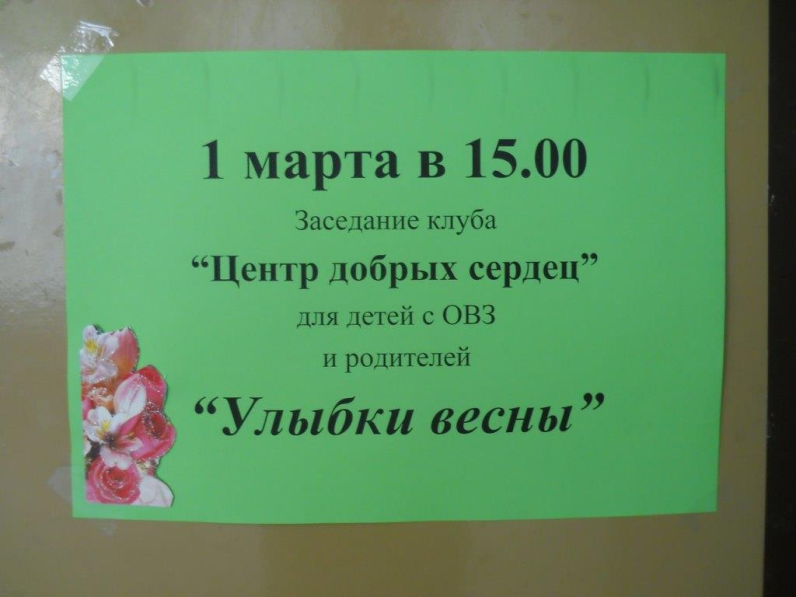 1 марта в 15.00
Заседание клуба
“Центр добрых сердец”
для детей с ОВЗ
и родителей
“Улыбки весны”